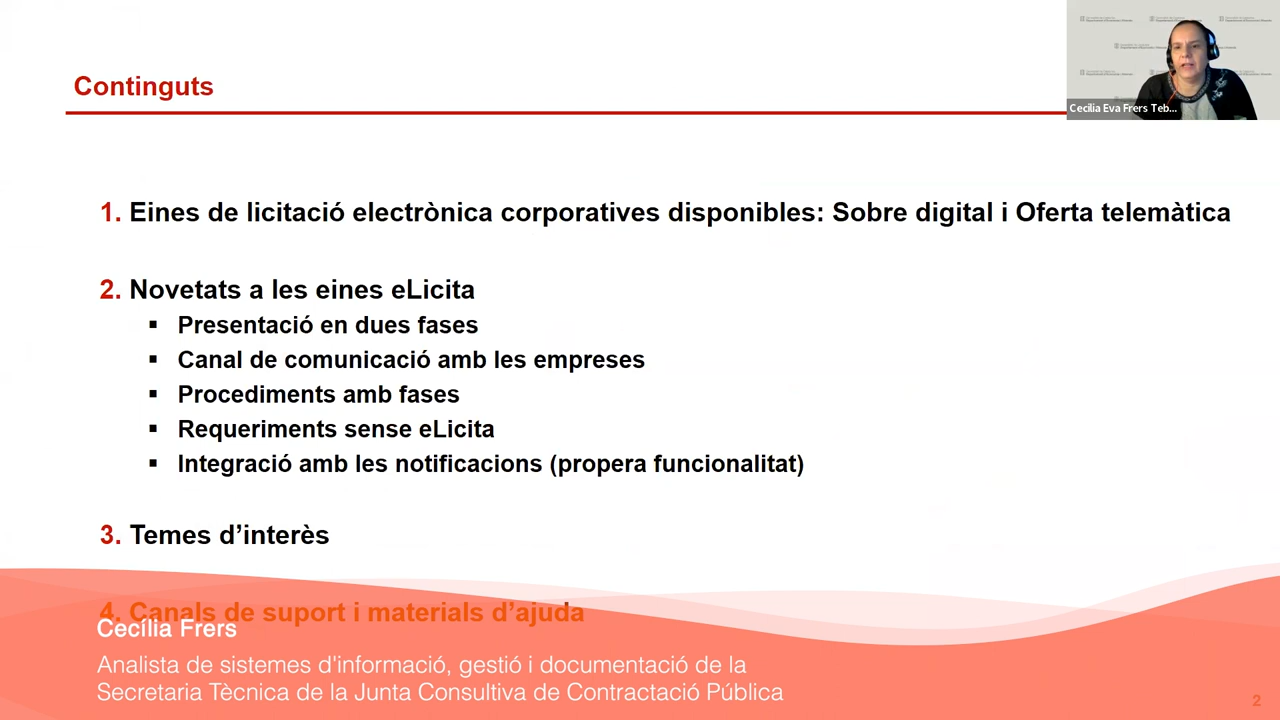 Continguts
Cecília Eva Frers Teb...
1. Eines de licitació electrònica corporatives disponibles: Sobre digital i Oferta telemàtica
2. Novetats a les eines eLicita
▪ Presentació en dues fases
▪ Canal de comunicació amb les empreses
▪ Procediments amb fases
▪ Requeriments sense eLicita
▪ Integració amb les notificacions (propera funcionalitat)
3. Temes d'interès
4. Canals de suport i materials d'ajuda
Cecília Frers
Analista de sistemes d'informació, gestió i documentació de la
Secretaria Tècnica de la Junta Consultiva de Contractació Pública
2